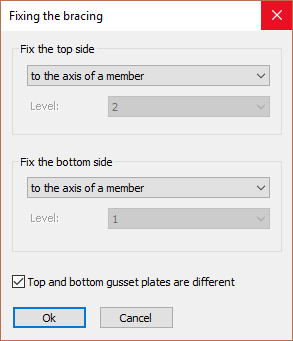 Fixing the bracing
Fix the top side
to the axis of a member
Level:
2
Fix the bottom side
to the axis of a member
Level:
1
Top and bottom gusset plates are different
Ok
Cancel